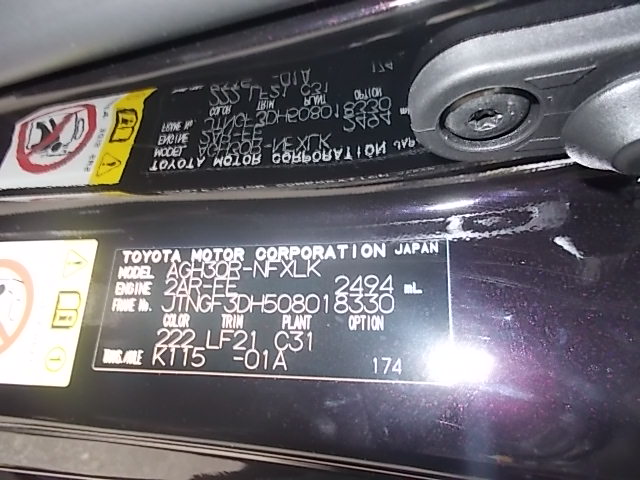 TOYOTA MOTOR CORPORATION JAPAN
MODEL AGH30R-NFXLK
ENGINE 2AR-FE 2494 mL
FRAME No. JTNGF3DH508018330
COLOR TRIM PLANT OPTION
222 LF21 C31
TRANS./AXLE K115 -01A
174